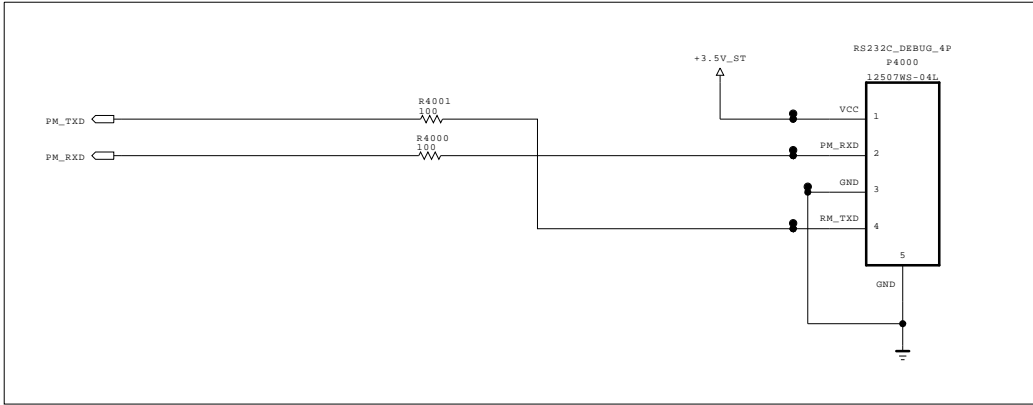 RS232C_DEBUG_4P
P4000
12507WS-04L
+3.5V_ST
R4001
100
VCC
1
PM_TXD
R4000
100
PM_RXD
2
PM_RXD
GND
3
RM_TXD
4
5
GND